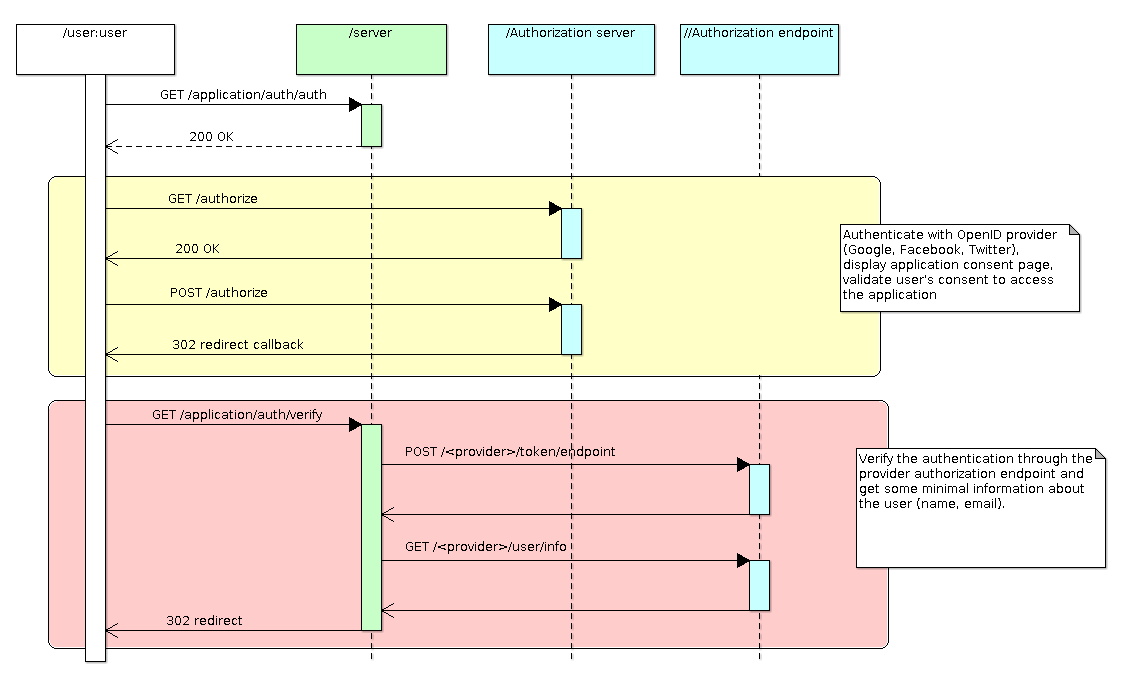 /user:user
/server
/Authorization server
//Authorization endpoint
GET /application/auth/auth
200 OK
GET /authorize
200 OK
POST /authorize
302 redirect callback
Authenticate with OpenID provider
(Google, Facebook, Twitter),
display application consent page,
validate user's consent to access
the application
GET /application/auth/verify
POST /<provider>/token/endpoint
GET /<provider>/user/info
302 redirect
Verify the authentication through the
provider authorization endpoint and
get some minimal information about
the user (name, email).